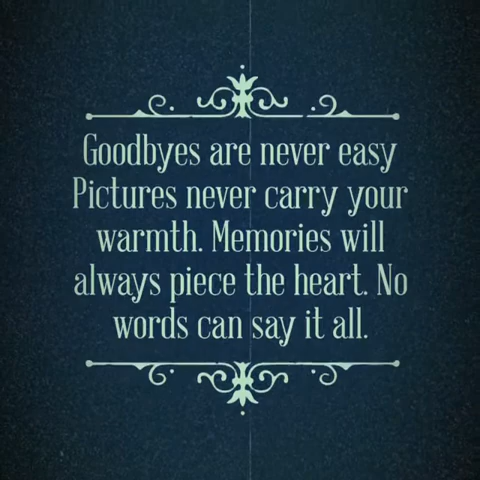 Goodbyes are never easy
Pictures never carry your
warmth. Memories will
always piece the heart. No
words can say it all.